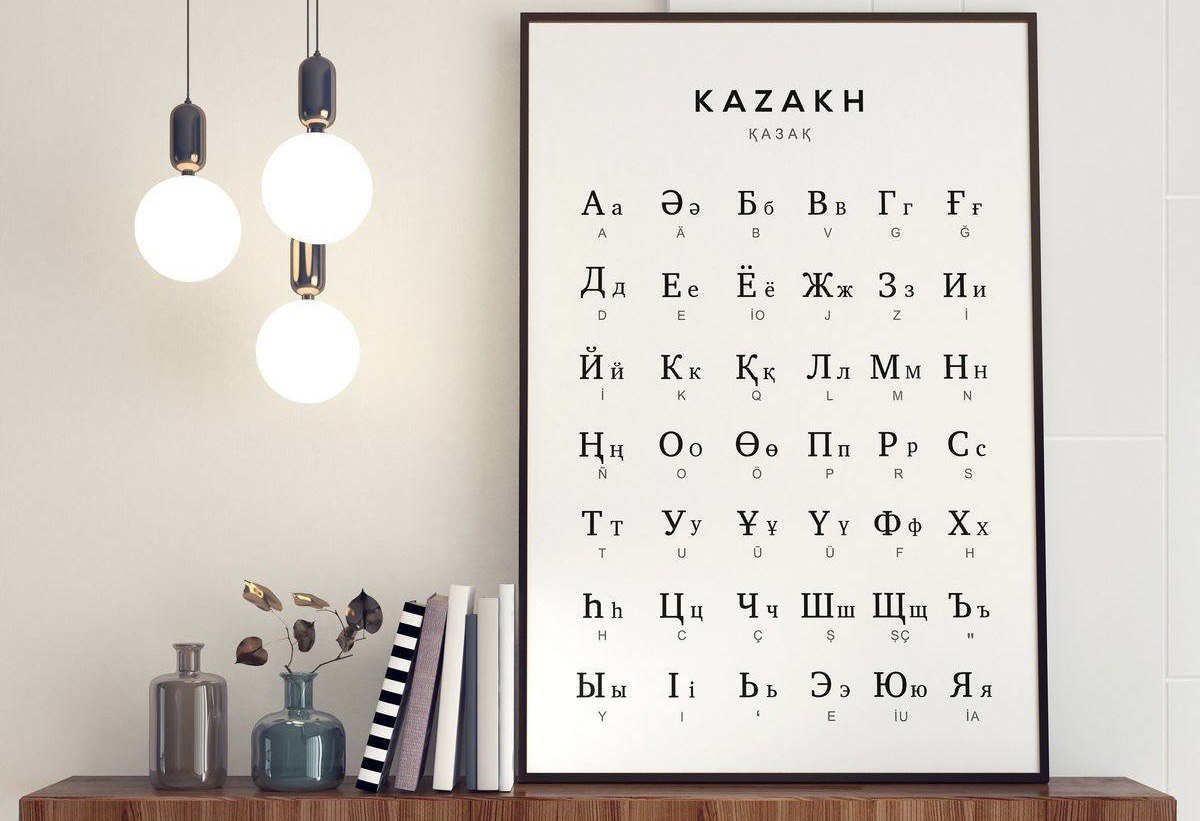 KAZAKH
ҚАЗАҚ
Аа Әә Бб Вв Гг Ғғ
A Ä B V G Ğ
Дд Ее Ёё Жж Зз Ии
D E İO J Z İ
Йй Кк Ққ Лл Мм Нн
İ K Q L M N
Ңң Оо Өө Пп Рр Сс
Ñ O Ö P R S
Тт Уу Ұұ Үү Фф Хх
T U Ū Ü F H
Һһ Цц Чч Шш Щщ Ъъ
H C Ç Ş ŞÇ "
Ыы Іі Ьь Ээ Юю Яя
Y I ‘ E İU İA